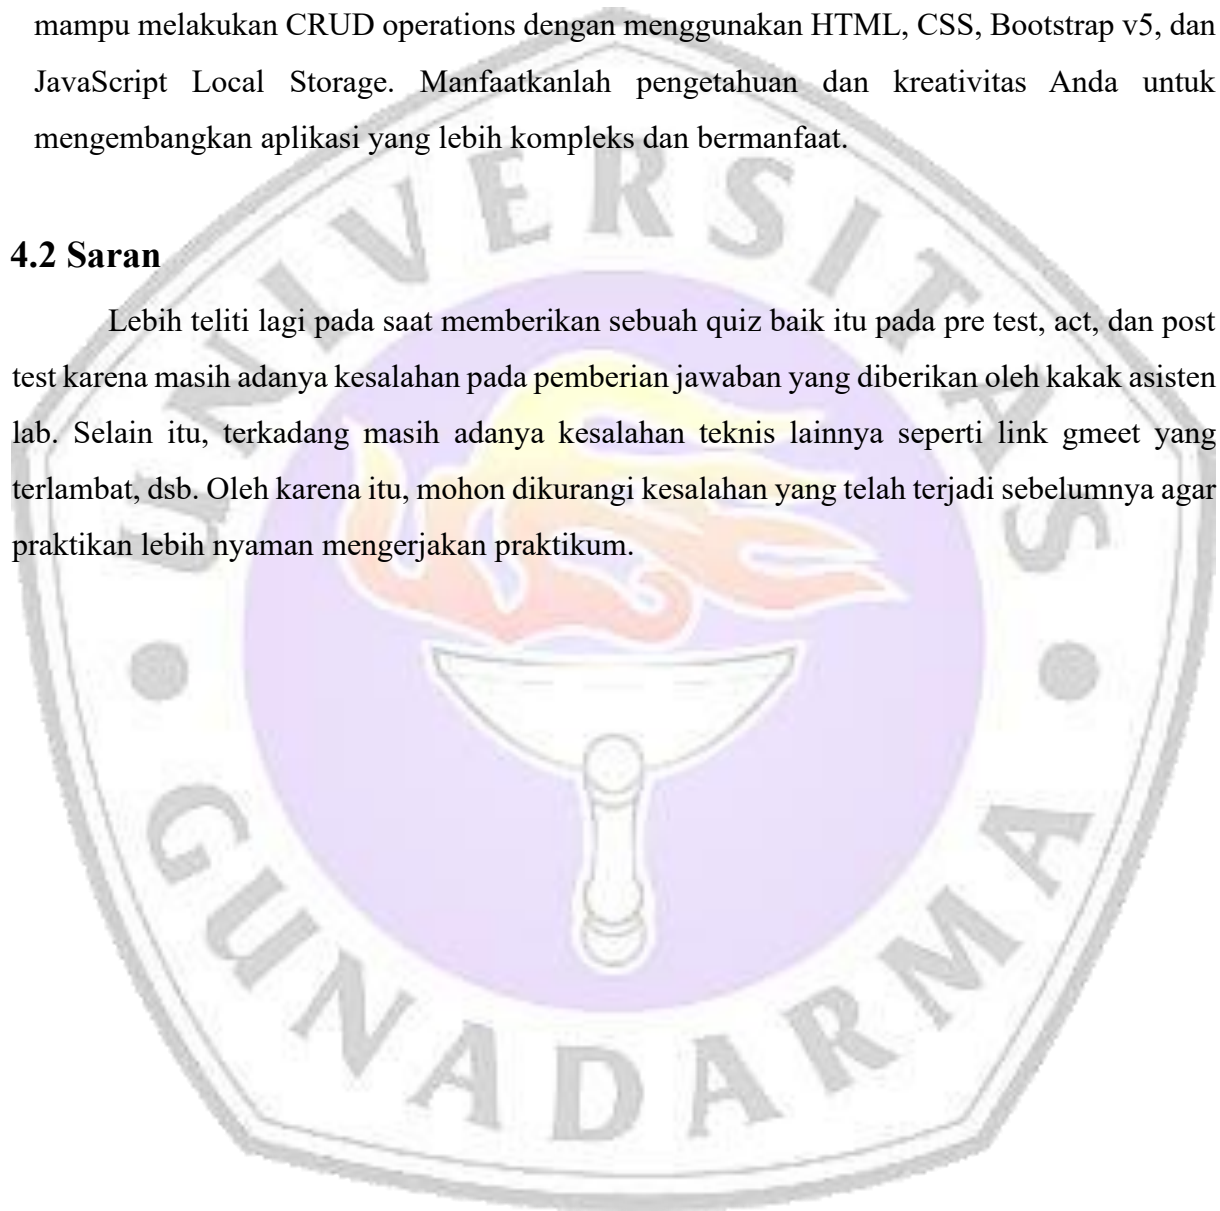 mampu melakukan CRUD operations dengan menggunakan HTML, CSS, Bootstrap v5, dan
JavaScript Local Storage. Manfaatkanlah pengetahuan dan kreativitas Anda untuk
mengembangkan aplikasi yang lebih kompleks dan bermanfaat.
4.2 Saran
Lebih teliti lagi pada saat memberikan sebuah quiz baik itu pada pre test, act, dan post
test karena masih adanya kesalahan pada pemberian jawaban yang diberikan oleh kakak asisten
lab. Selain itu, terkadang masih adanya kesalahan teknis lainnya seperti link gmeet yang
terlambat, dsb. Oleh karena itu, mohon dikurangi kesalahan yang telah terjadi sebelumnya agar
praktikan lebih nyaman mengerjakan praktikum.
UNIVERSITAS
GUNADARMA